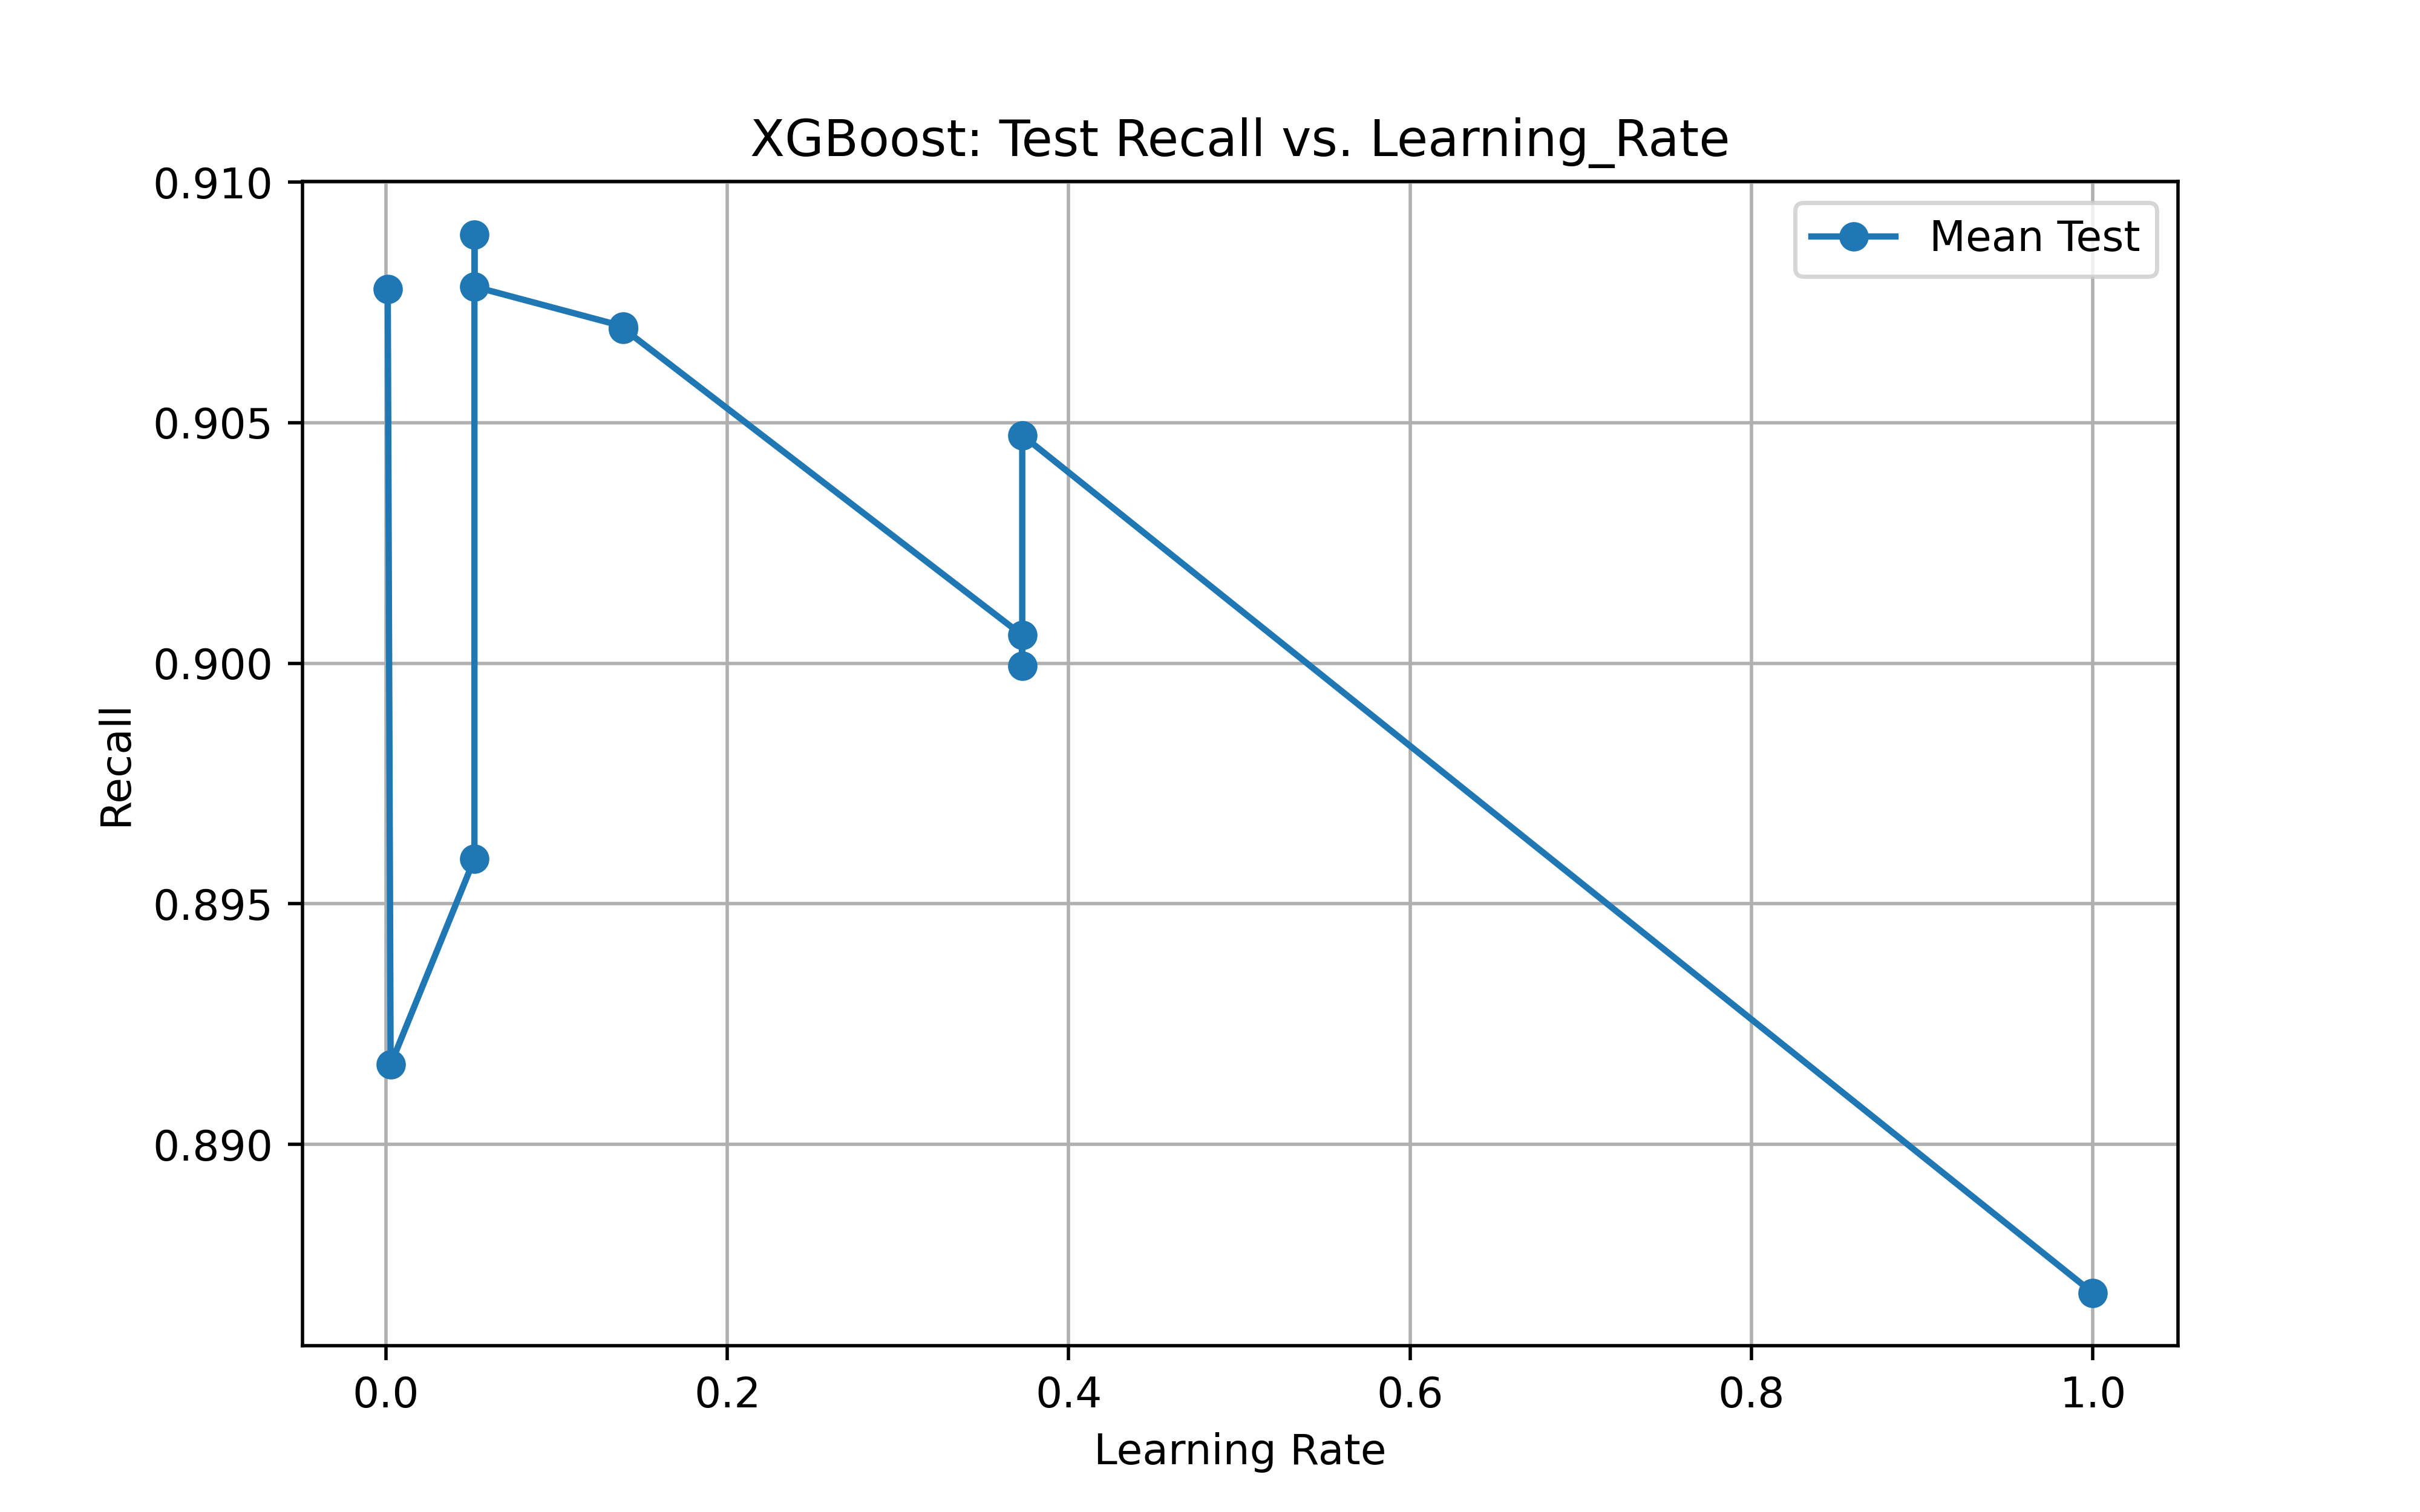 XGBoost: Test Recall vs. Learning_Rate
Mean Test
0.910
0.905
0.900
0.895
0.890
Recall
0.0 0.2 0.4 0.6 0.8 1.0
Learning Rate